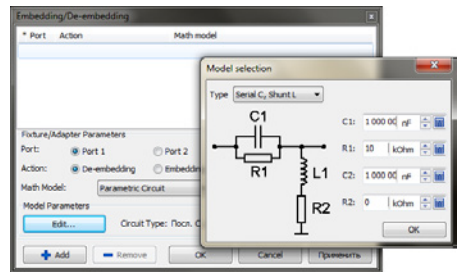 Embedding/De-embedding
* Port Action Math model
Model selection
Type Serial C, Shunt L
C1
R1
L1
R2
C1: 1 000 00 nF
R1: 10 kOhm
C2: 1 000 00 nF
R2: 0 kOhm
OK
Fixture/Adapter Parameters
Port: Port 1 Port 2
Action: De-embedding Embeddin
Math Model: Parametric Circuit
Model Parameters
Edit... Circuit Type: Посл. C
Add Remove OK Cancel Применить